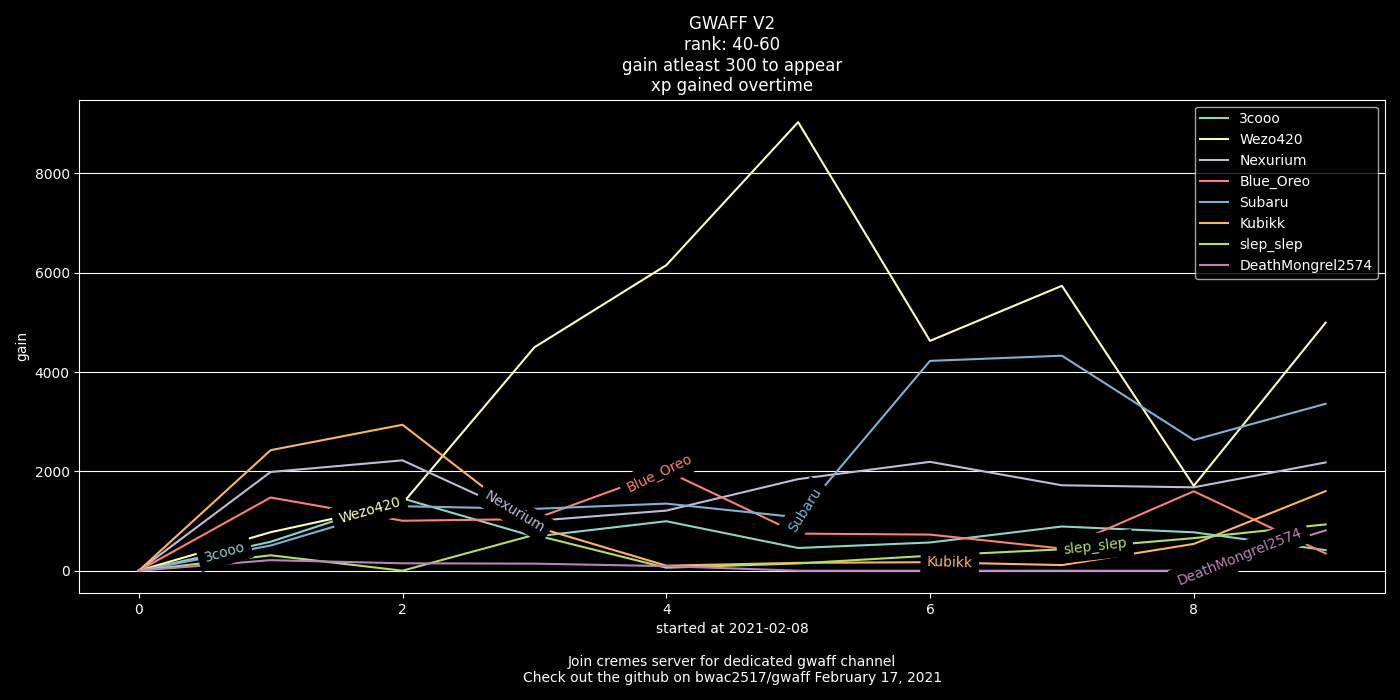 GWAFF V2
rank: 40-60
gain atleast 300 to appear
xp gained overtime
3cooo
Wezo420
Nexurium
Blue_Oreo
Subaru
Kubikk
slep_slep
DeathMongrel2574
8000
6000
4000
2000
0
gain
3cooo
Wezo420
Nexurium
Blue_Oreo
Subaru
Kubikk
slep_slep
DeathMongrel2574
0
2
4
6
8
started at 2021-02-08
Join cremes server for dedicated gwaff channel
Check out the github on bwac2517/gwaff February 17, 2021